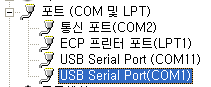 포트 (COM 및 LPT)
통신 포트(COM2)
ECP 프린터 포트(LPT1)
USB Serial Port (COM11)
USB Serial Port(COM1)